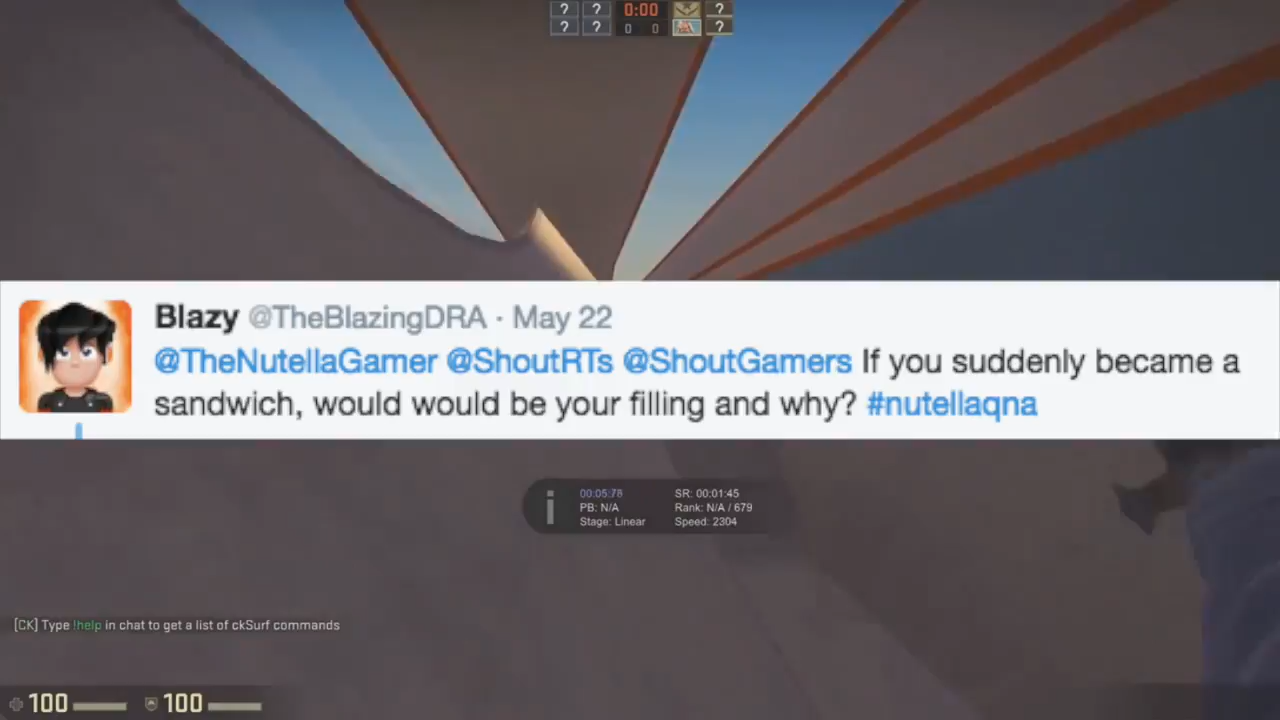 ? ? 0:00 ?
? ? 0 0 ?
Blazy @TheBlazingDRA · May 22
@TheNutellaGamer @ShoutRTs @ShoutGamers If you suddenly became a
sandwich, would would be your filling and why? #nutellaqna
00:05:78 SR: 00:01:45
PB: N/A Rank: N/A / 679
Stage: Linear Speed: 2304
[CK] Type !help in chat to get a list of ckSurf commands
100 100